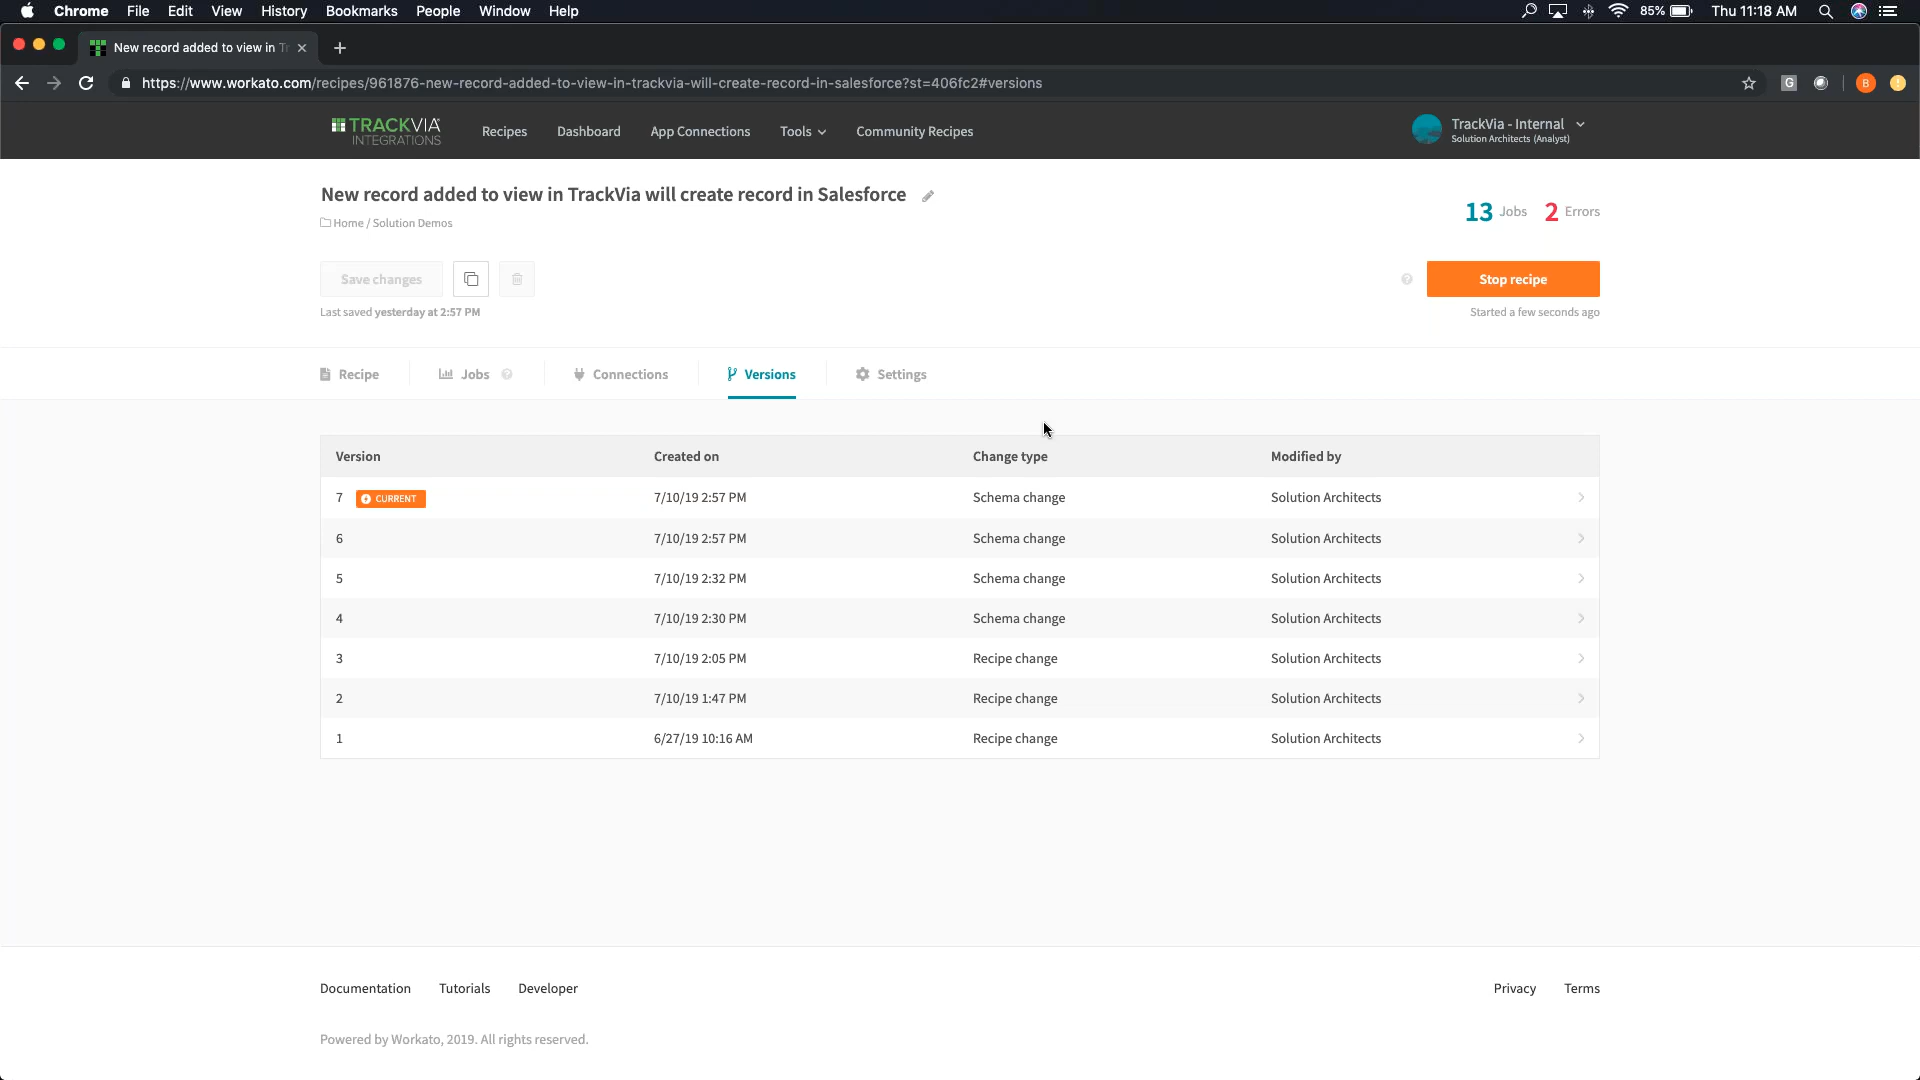 Chrome File Edit View History Bookmarks People Window Help 85% Thu 11:18 AM
New record added to view in Tr
https://www.workato.com/recipes/961876-new-record-added-to-view-in-trackvia-will-create-record-in-salesforce?st=406fc2#versions G B
TRACKVIA
INTEGRATIONS
Recipes Dashboard App Connections Tools Community Recipes
TrackVia - Internal
Solution Architects (Analyst)
New record added to view in TrackVia will create record in Salesforce
Home / Solution Demos
13 Jobs 2 Errors
Save changes
Stop recipe
Last saved yesterday at 2:57 PM
Started a few seconds ago
Recipe Jobs Connections Versions Settings
Version Created on Change type Modified by
7 CURRENT 7/10/19 2:57 PM Schema change Solution Architects
6 7/10/19 2:57 PM Schema change Solution Architects
5 7/10/19 2:32 PM Schema change Solution Architects
4 7/10/19 2:30 PM Schema change Solution Architects
3 7/10/19 2:05 PM Recipe change Solution Architects
2 7/10/19 1:47 PM Recipe change Solution Architects
1 6/27/19 10:16 AM Recipe change Solution Architects
Documentation Tutorials Developer Privacy Terms
Powered by Workato, 2019. All rights reserved.